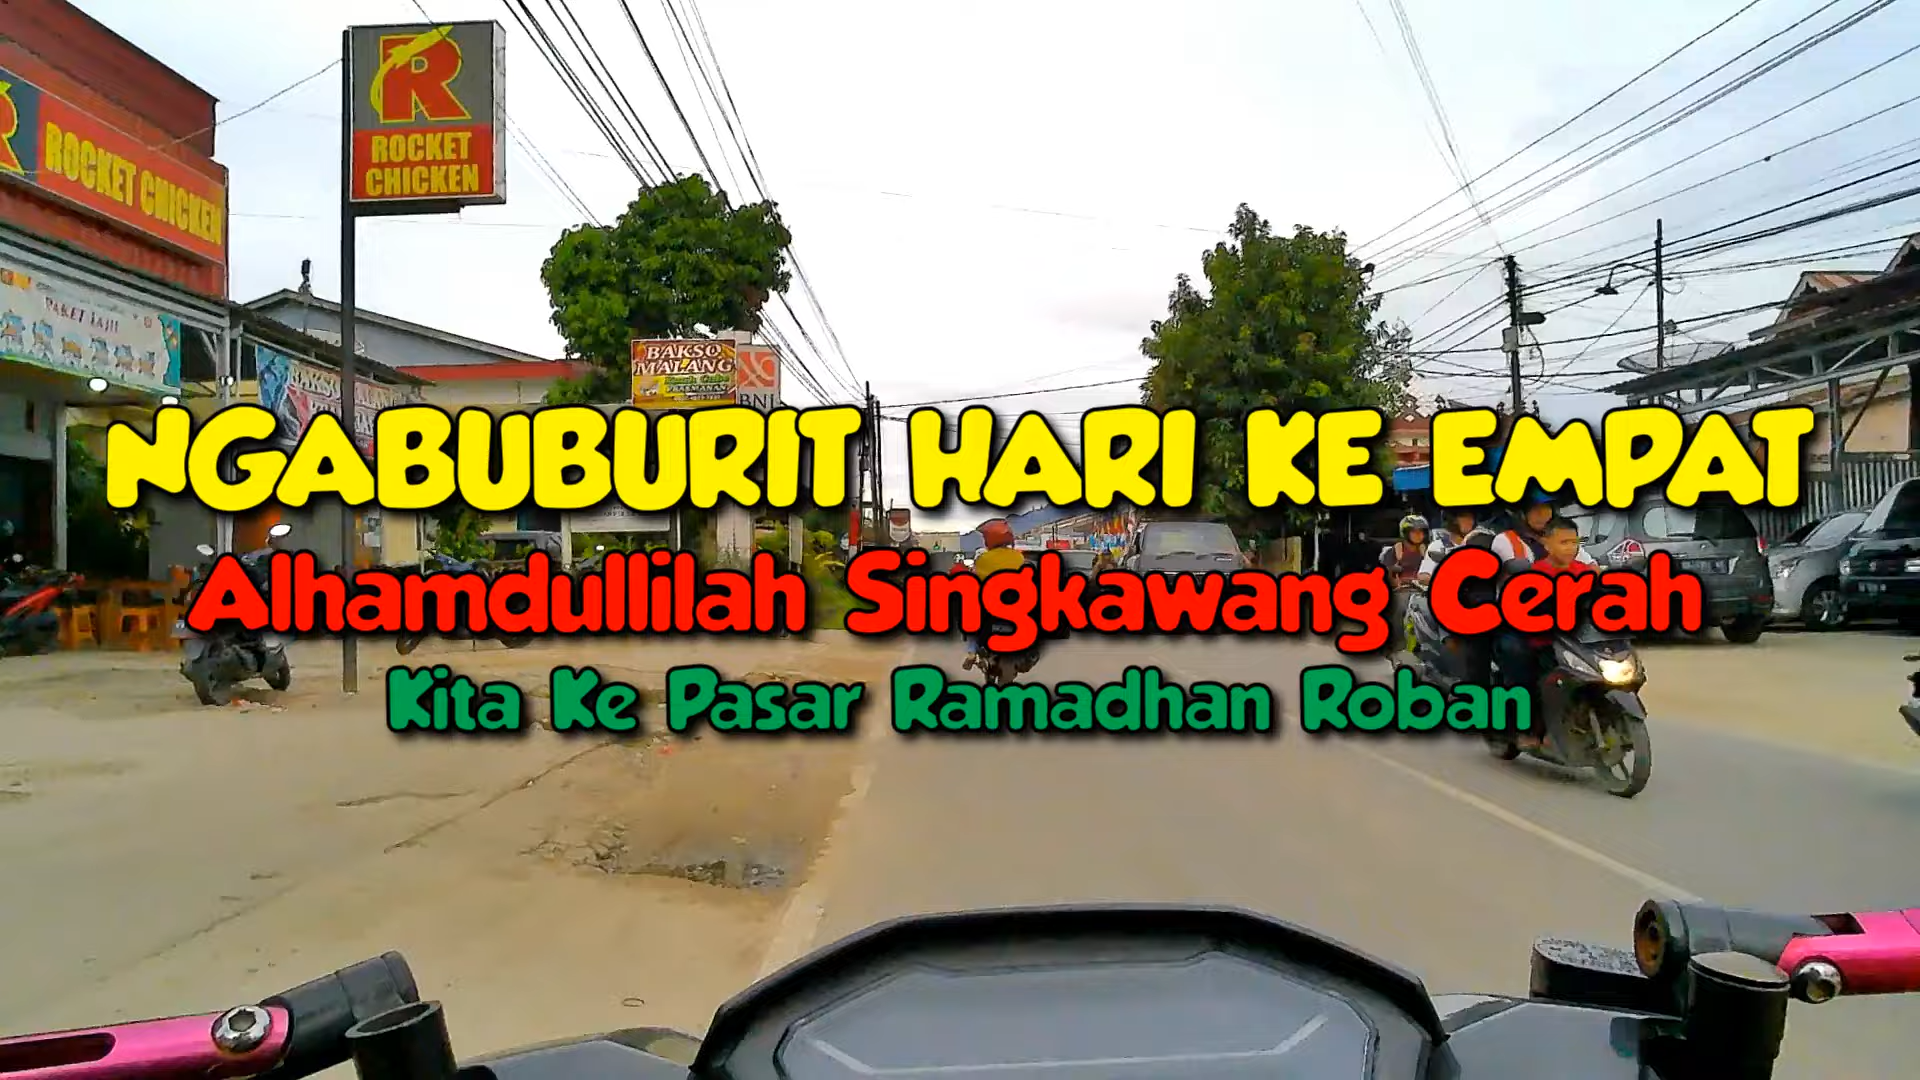 R
ROCKET
CHICKEN
ROCKET CHICKEN
BAKSO
MALANG
BNI
NGABUBURIT HARI KE EMPAT
Alhamdullilah Singkawang Cerah
Kita Ke Pasar Ramadhan Roban